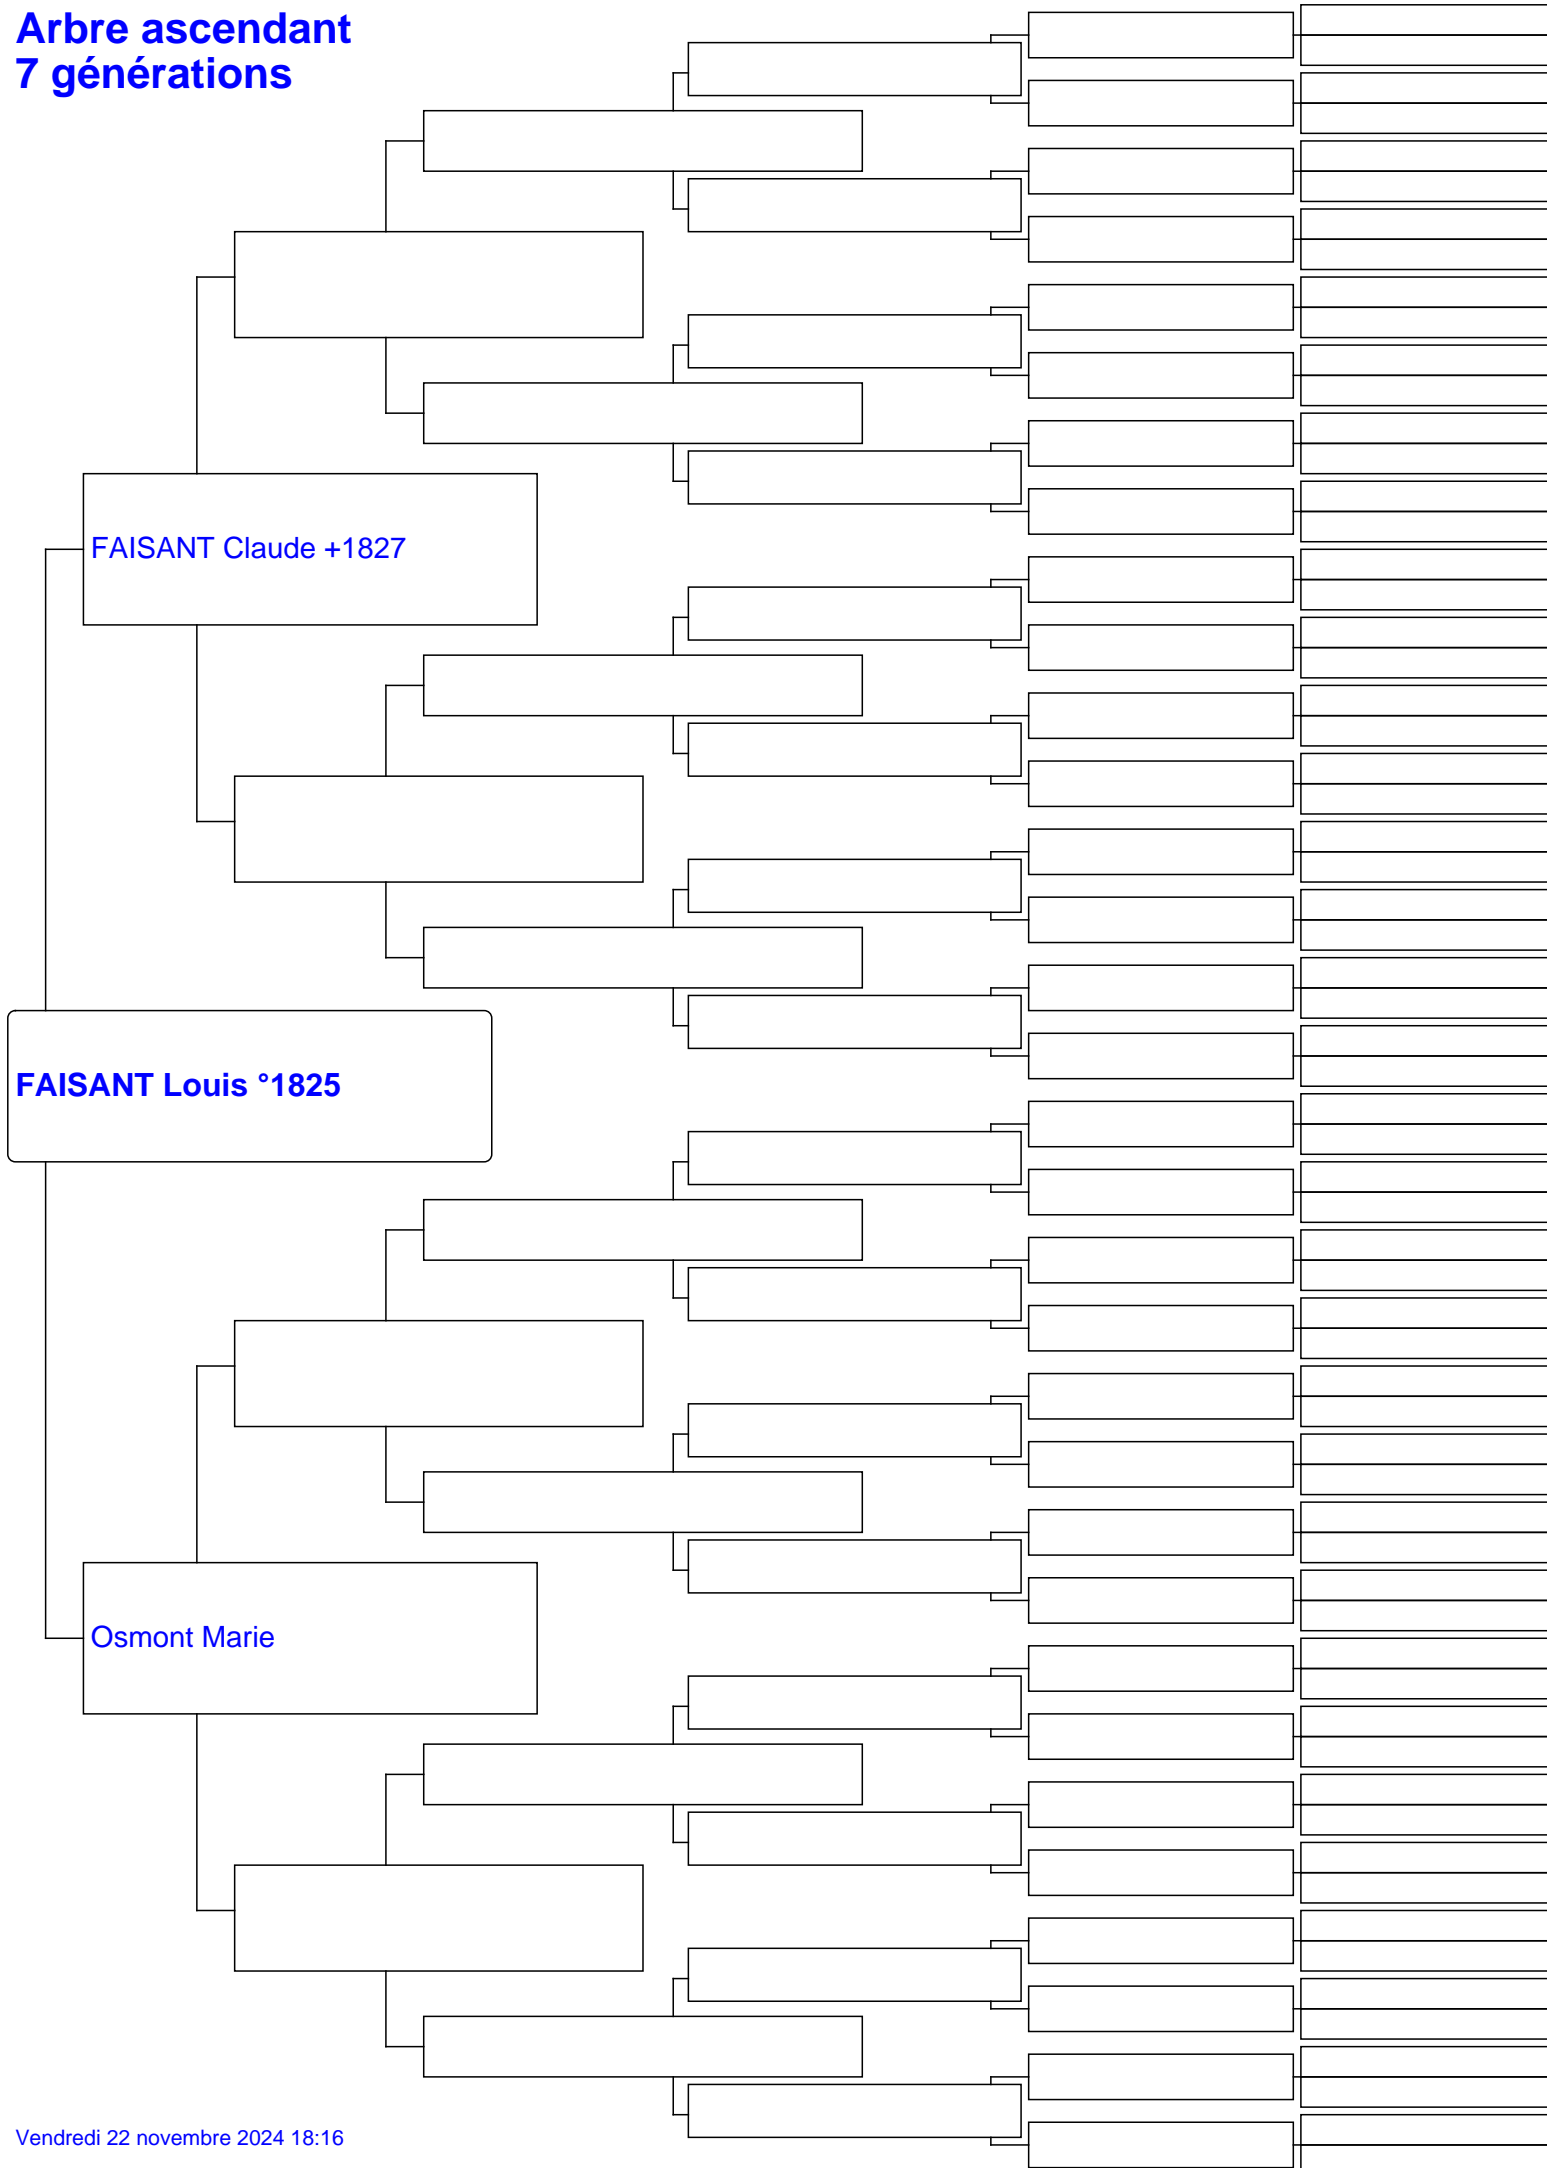 Arbre ascendant
7 générations
FAISANT Claude +1827
FAISANT Louis °1825
Osmont Marie
Vendredi 22 novembre 2024 18:16